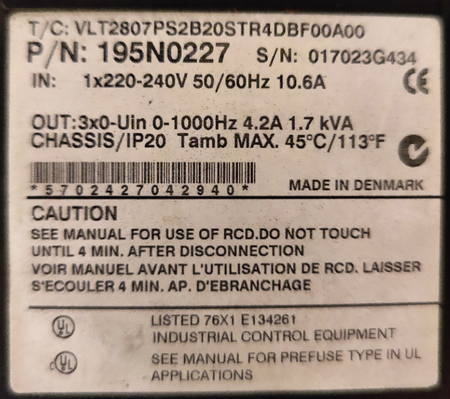 T/C: VLT2807PS2B20STR4DBF00A00
P/N: 195N0227 S/N: 017023G434
IN: 1x220-240V 50/60Hz 10.6A
CE
OUT:3x0-Uin 0-1000Hz 4.2A 1.7 kVA
CHASSIS/IP20 Tamb MAX. 45°C/113°F
*5702427042940* MADE IN DENMARK
CAUTION
SEE MANUAL FOR USE OF RCD.DO NOT TOUCH
UNTIL 4 MIN. AFTER DISCONNECTION
VOIR MANUEL AVANT L'UTILISATION DE RCD. LAISSER
S'ECOULER 4 MIN. AP. D'EBRANCHAGE
UL LISTED 76X1 E134261
INDUSTRIAL CONTROL EQUIPMENT
c UL SEE MANUAL FOR PREFUSE TYPE IN UL
APPLICATIONS